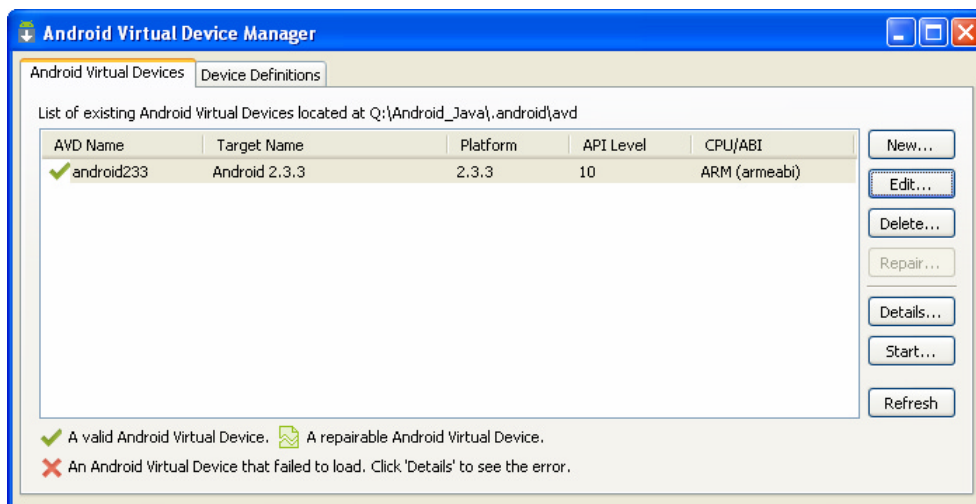 Android Virtual Device Manager
Android Virtual Devices Device Definitions
List of existing Android Virtual Devices located at Q:\Android_Java\.android\avd
AVD Name Target Name Platform API Level CPU/ABI
android233 Android 2.3.3 2.3.3 10 ARM (armeabi)
New...
Edit...
Delete...
Repair...
Details...
Start...
Refresh
A valid Android Virtual Device. A repairable Android Virtual Device.
An Android Virtual Device that failed to load. Click 'Details' to see the error.